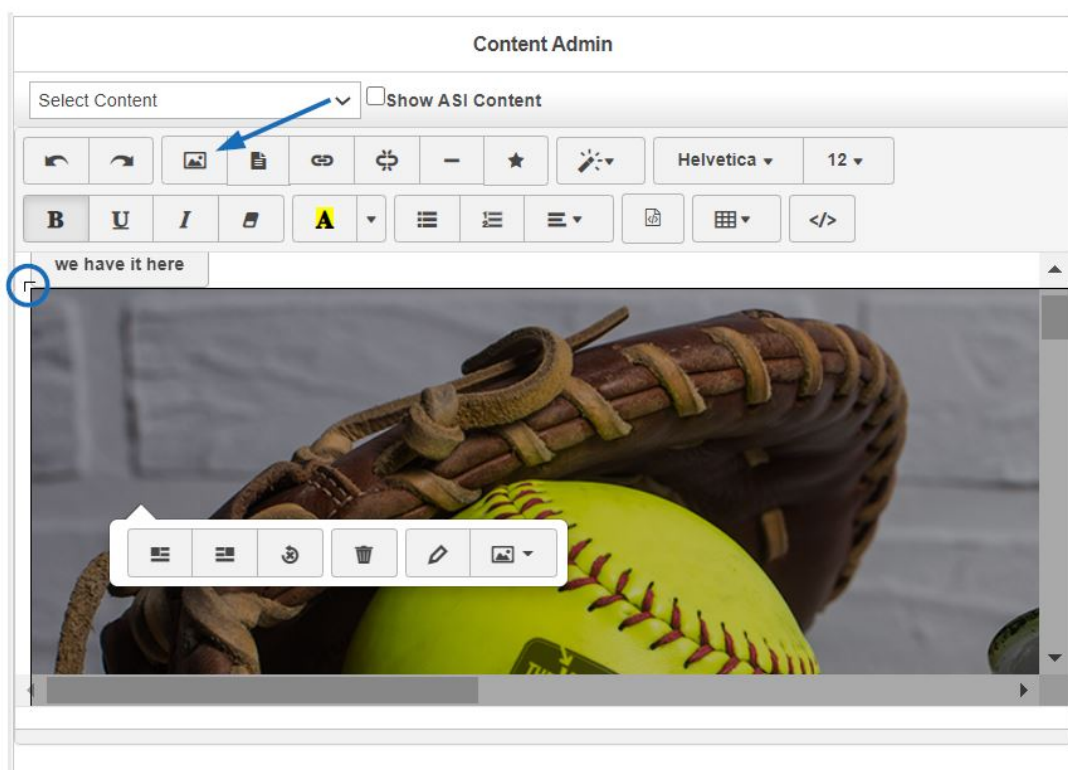 Content Admin
Select Content Show ASI Content
Helvetica 12
B U I A </>
we have it here